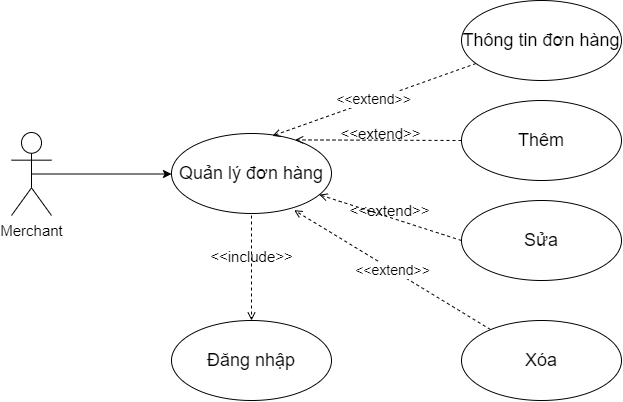 Thông tin đơn hàng
<<extend>>
<<extend>>
Thêm
Quản lý đơn hàng
Merchant
<<extend>>
Sửa
<<include>>
<<extend>>
Đăng nhập
Xóa